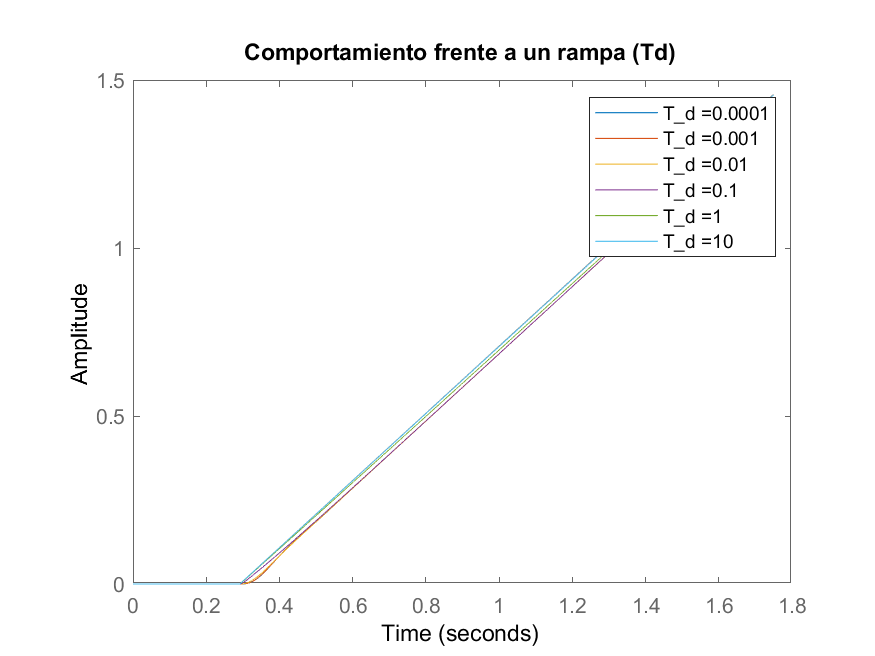 Comportamiento frente a un rampa (Td)
1.5
1
0.5
0
Amplitude
T_d =0.0001
T_d =0.001
T_d =0.01
T_d =0.1
T_d =1
T_d =10
0 0.2 0.4 0.6 0.8 1 1.2 1.4 1.6 1.8
Time (seconds)